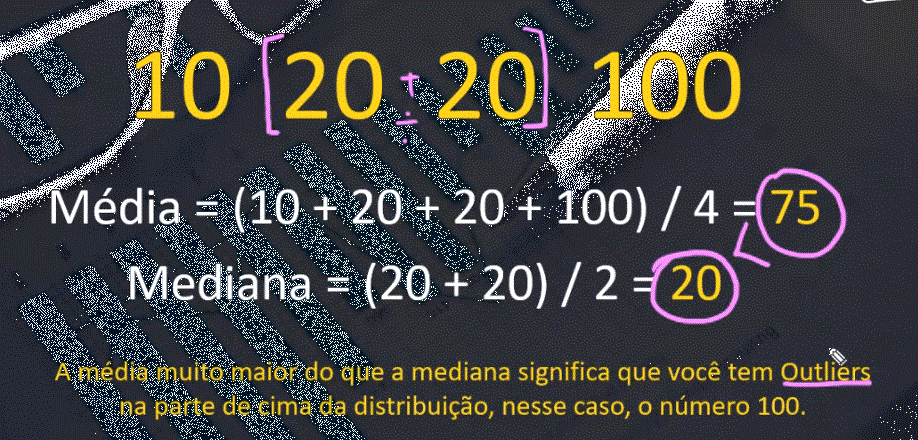 10 [20 ÷ 20] 100
Média = (10 + 20 + 20 + 100) / 4 = 75
Mediana = (20 + 20) / 2 = 20
A média muito maior do que a mediana significa que você tem Outliers
na parte de cima da distribuição, nesse caso, o número 100.